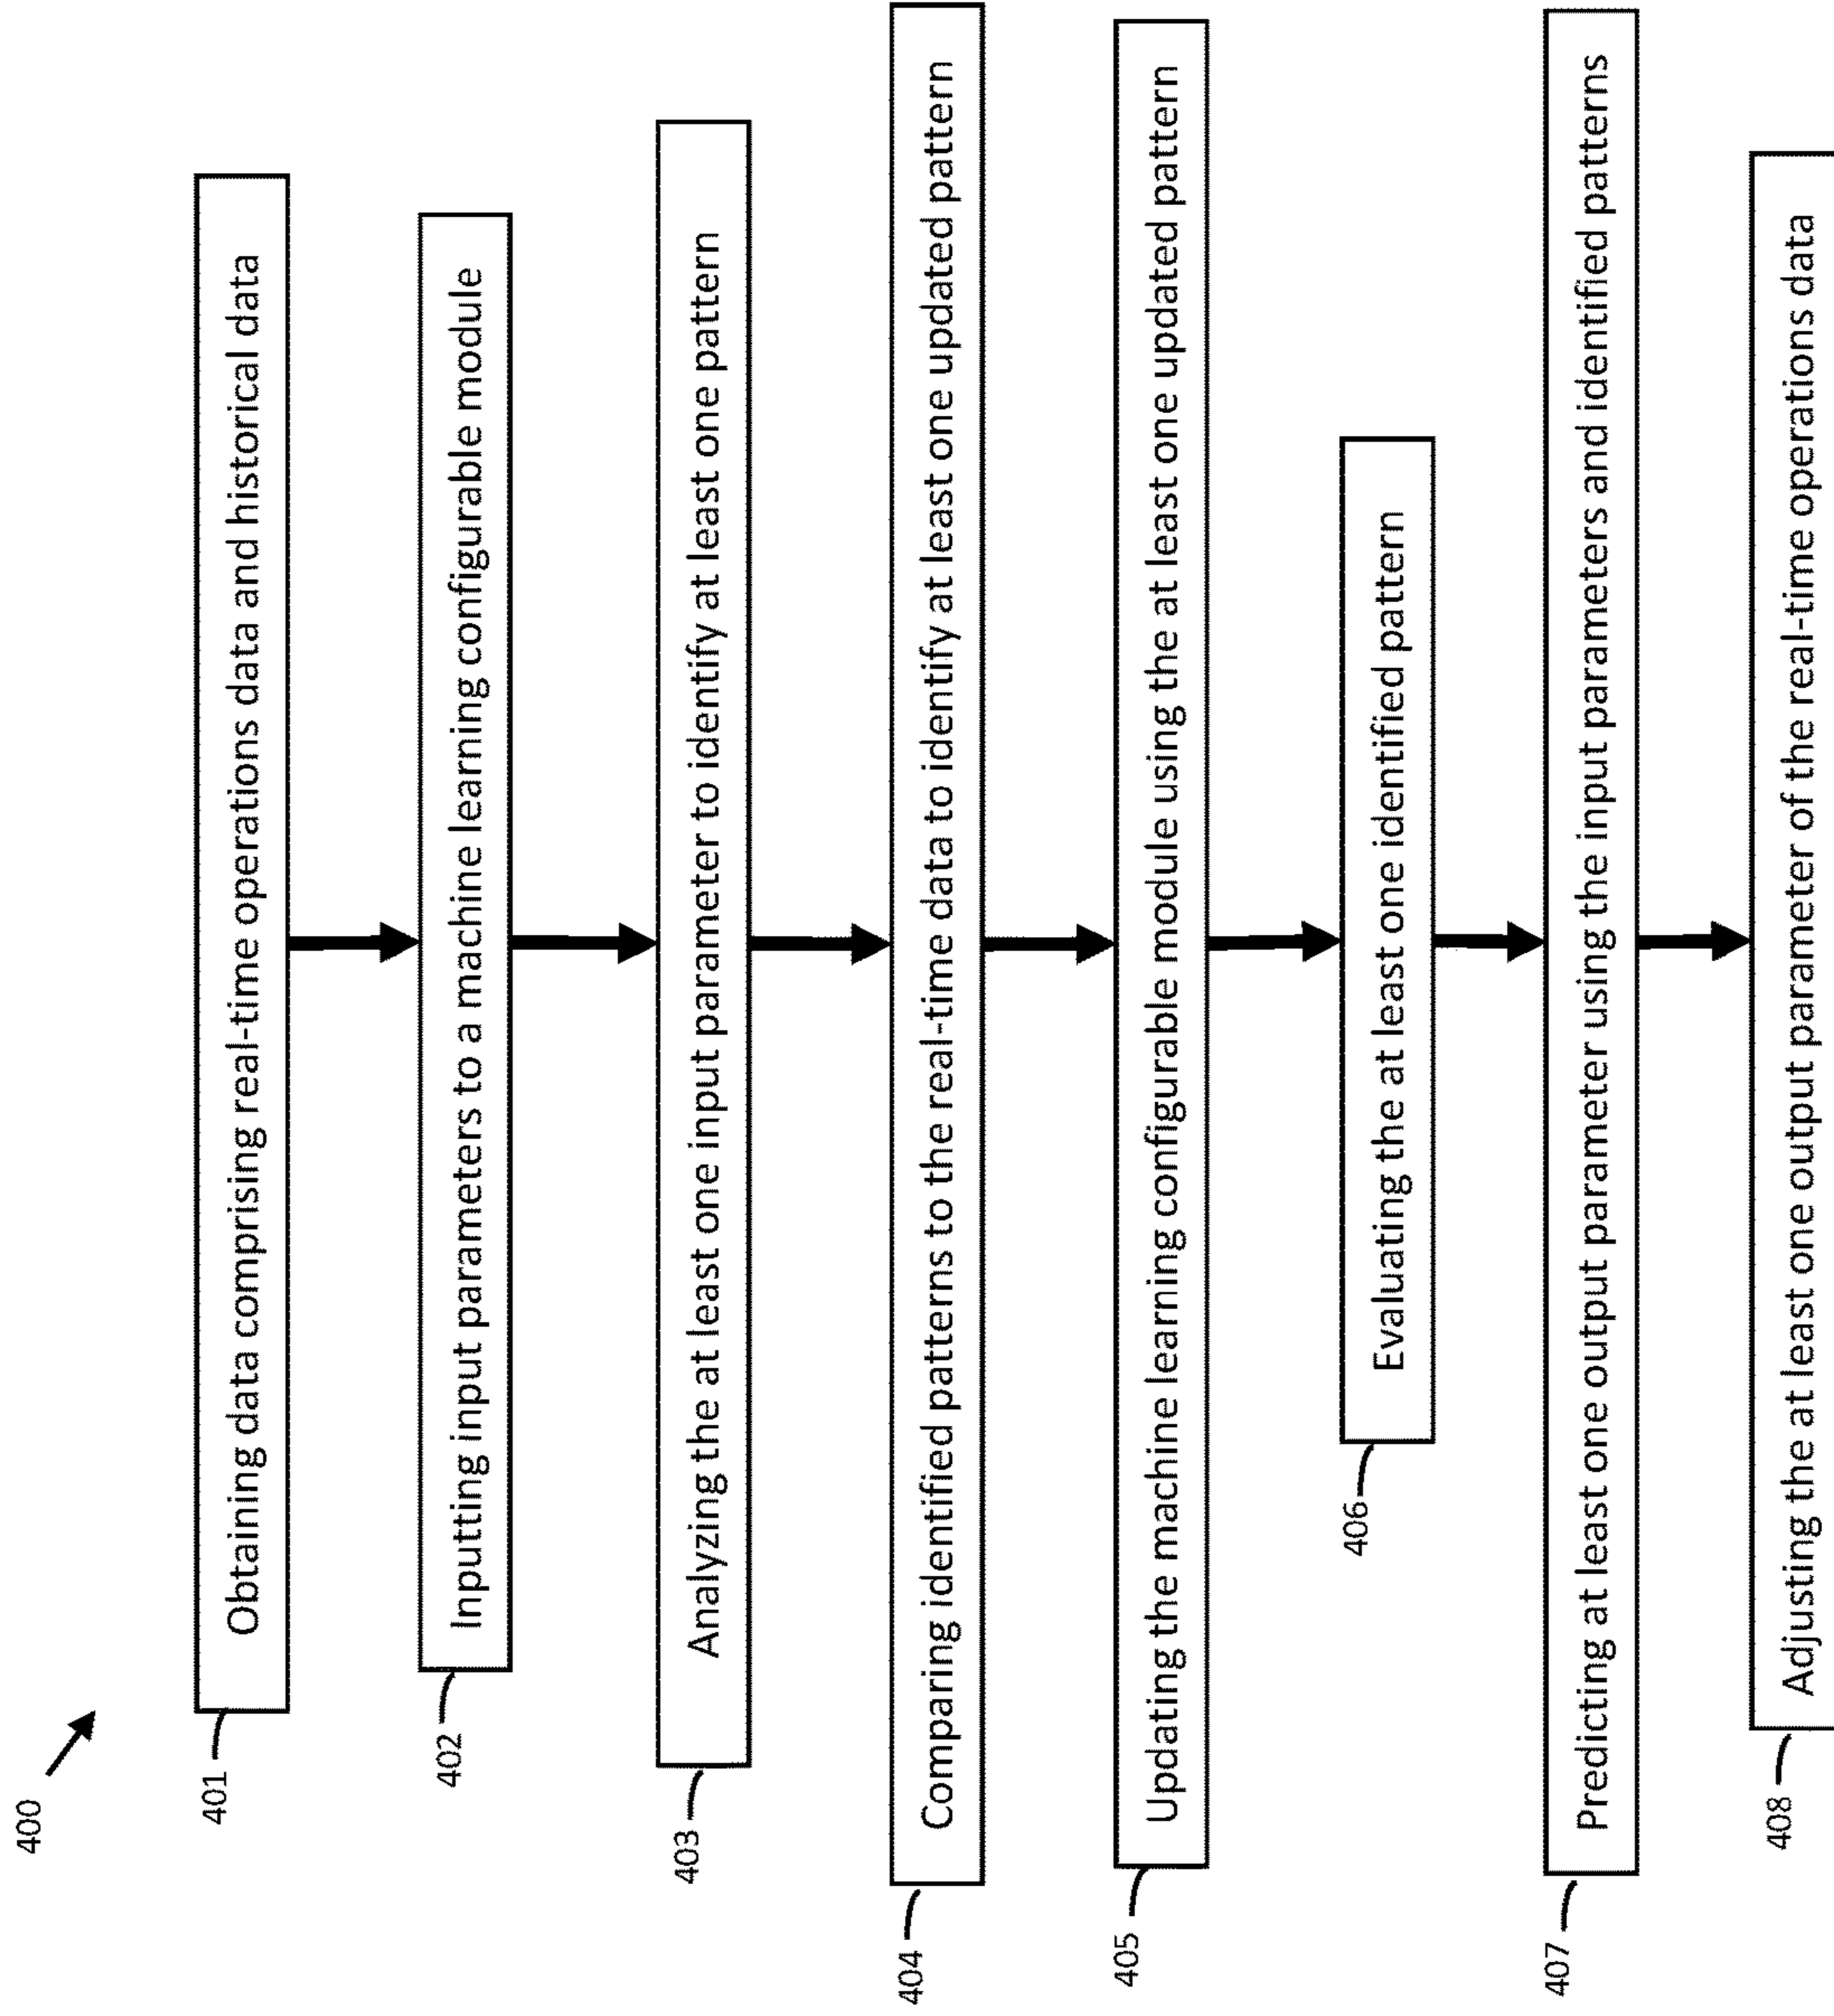 400
401
Obtaining data comprising real-time operations data and historical data
402
Inputting input parameters to a machine learning configurable module
403
Analyzing the at least one input parameter to identify at least one pattern
404
Comparing identified patterns to the real-time data to identify at least one updated pattern
405
Updating the machine learning configurable module using the at least one updated pattern
406
Evaluating the at least one identified pattern
407
Predicting at least one output parameter using the input parameters and identified patterns
408
Adjusting the at least one output parameter of the real-time operations data